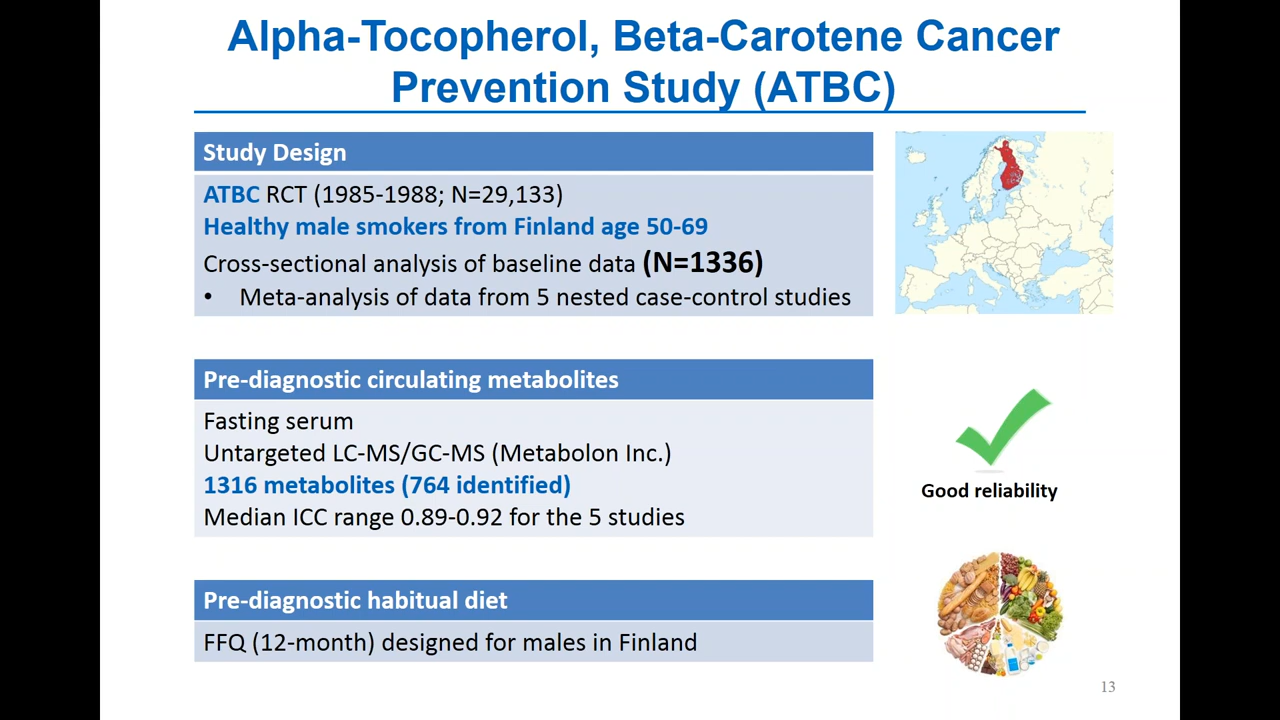 Alpha-Tocopherol, Beta-Carotene Cancer
Prevention Study (ATBC)
Study Design
ATBC RCT (1985-1988; N=29,133)
Healthy male smokers from Finland age 50-69
Cross-sectional analysis of baseline data (N=1336)
• Meta-analysis of data from 5 nested case-control studies
Pre-diagnostic circulating metabolites
Fasting serum
Untargeted LC-MS/GC-MS (Metabolon Inc.)
1316 metabolites (764 identified)
Median ICC range 0.89-0.92 for the 5 studies
Good reliability
Pre-diagnostic habitual diet
FFQ (12-month) designed for males in Finland
13